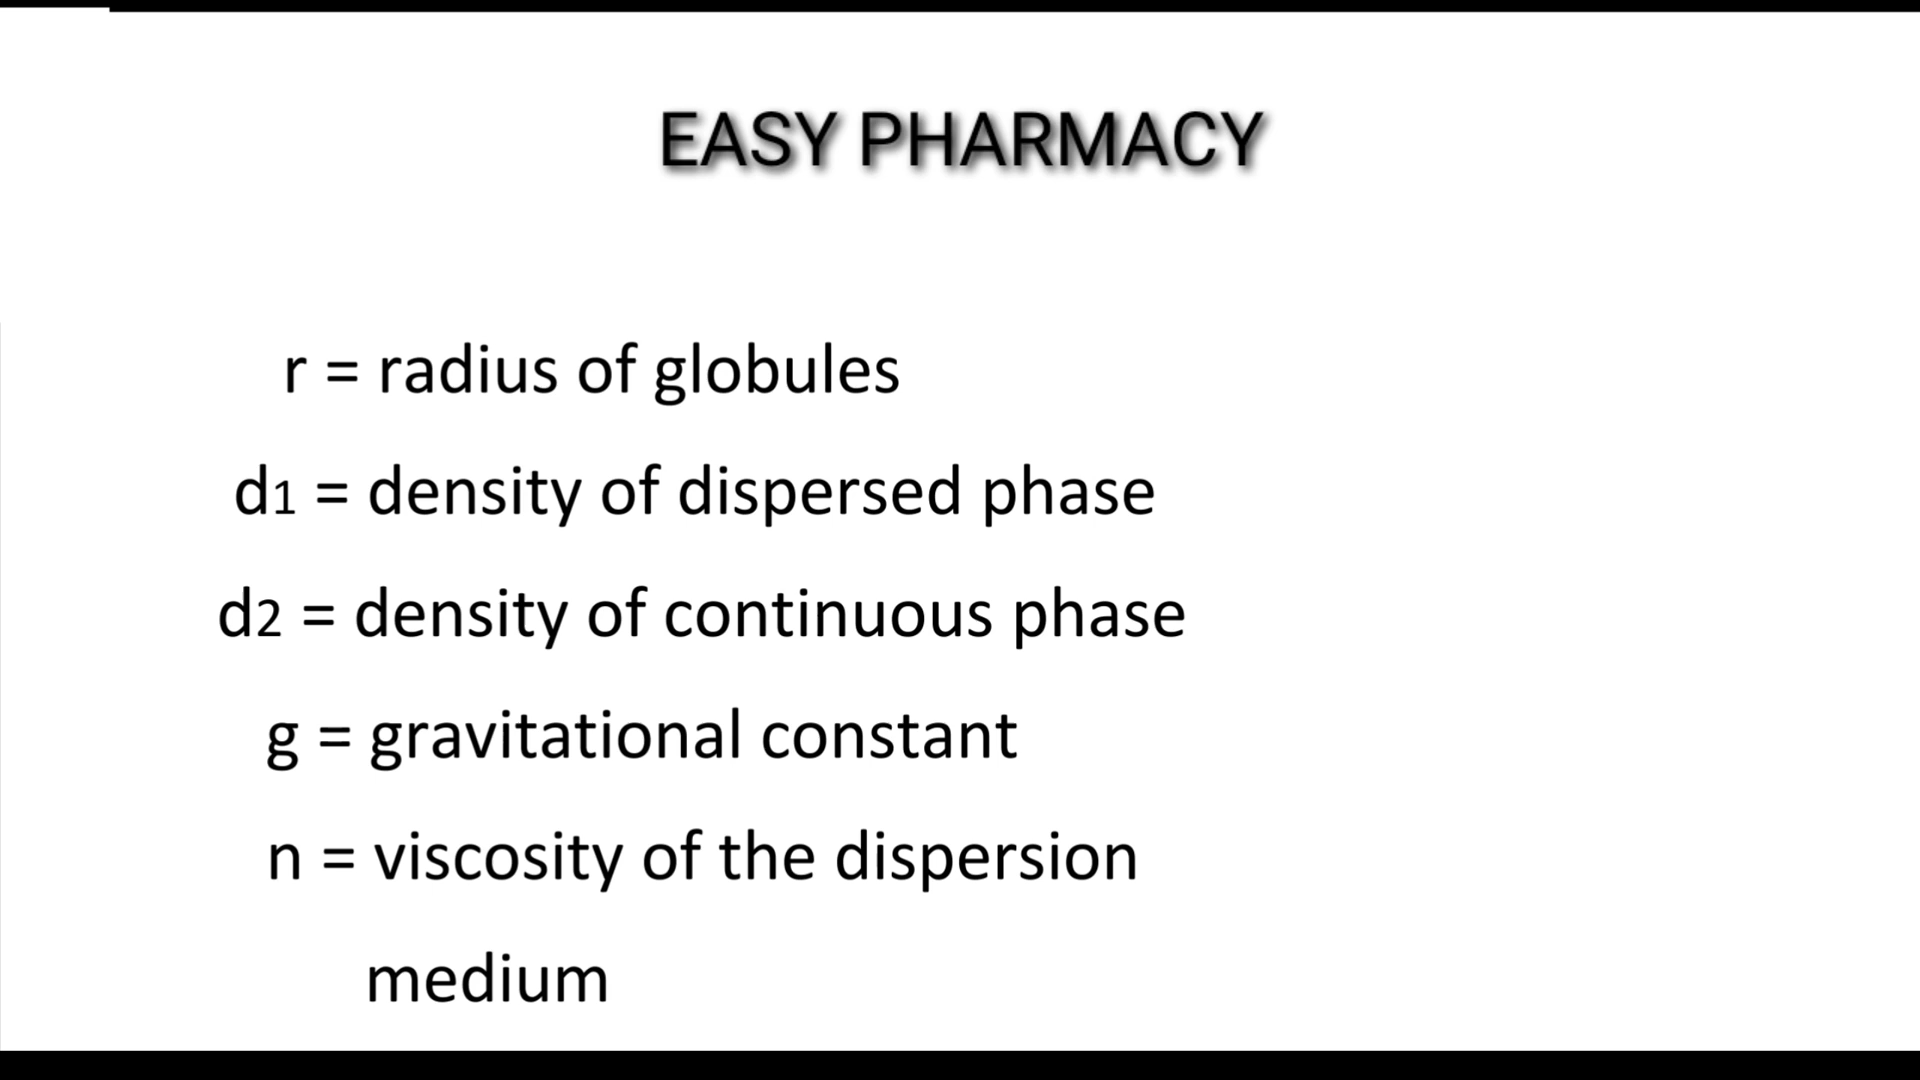 EASY PHARMACY
r = radius of globules
d1 = density of dispersed phase
d2 = density of continuous phase
g = gravitational constant
n = viscosity of the dispersion
medium